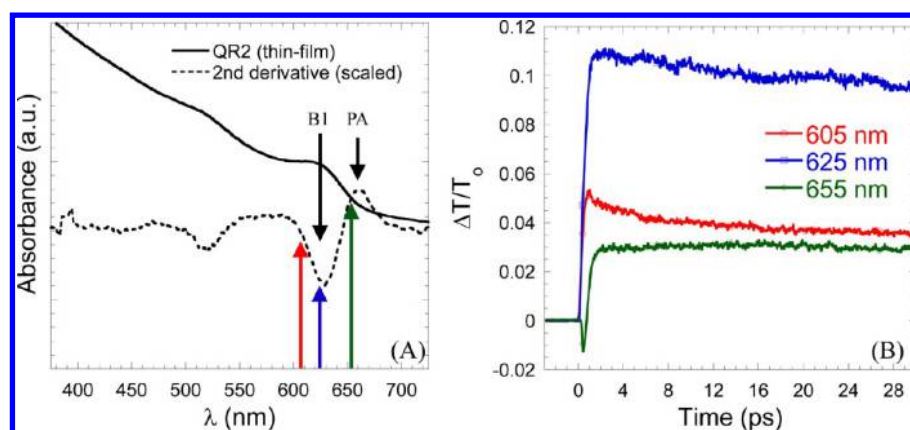 QR2 (thin-film)
2nd derivative (scaled)
B1
PA
Absorbance (a.u.)
(A)
400 450 500 550 600 650 700
λ (nm)
0.12
0.1
0.08
0.06
0.04
0.02
0
-0.02
ΔT/To
605 nm
625 nm
655 nm
(B)
0 4 8 12 16 20 24 28
Time (ps)